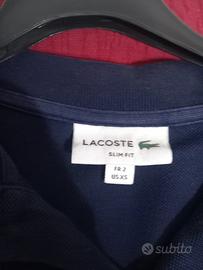 LACOSTE
SLIM FIT
FR 2
US XS
subito